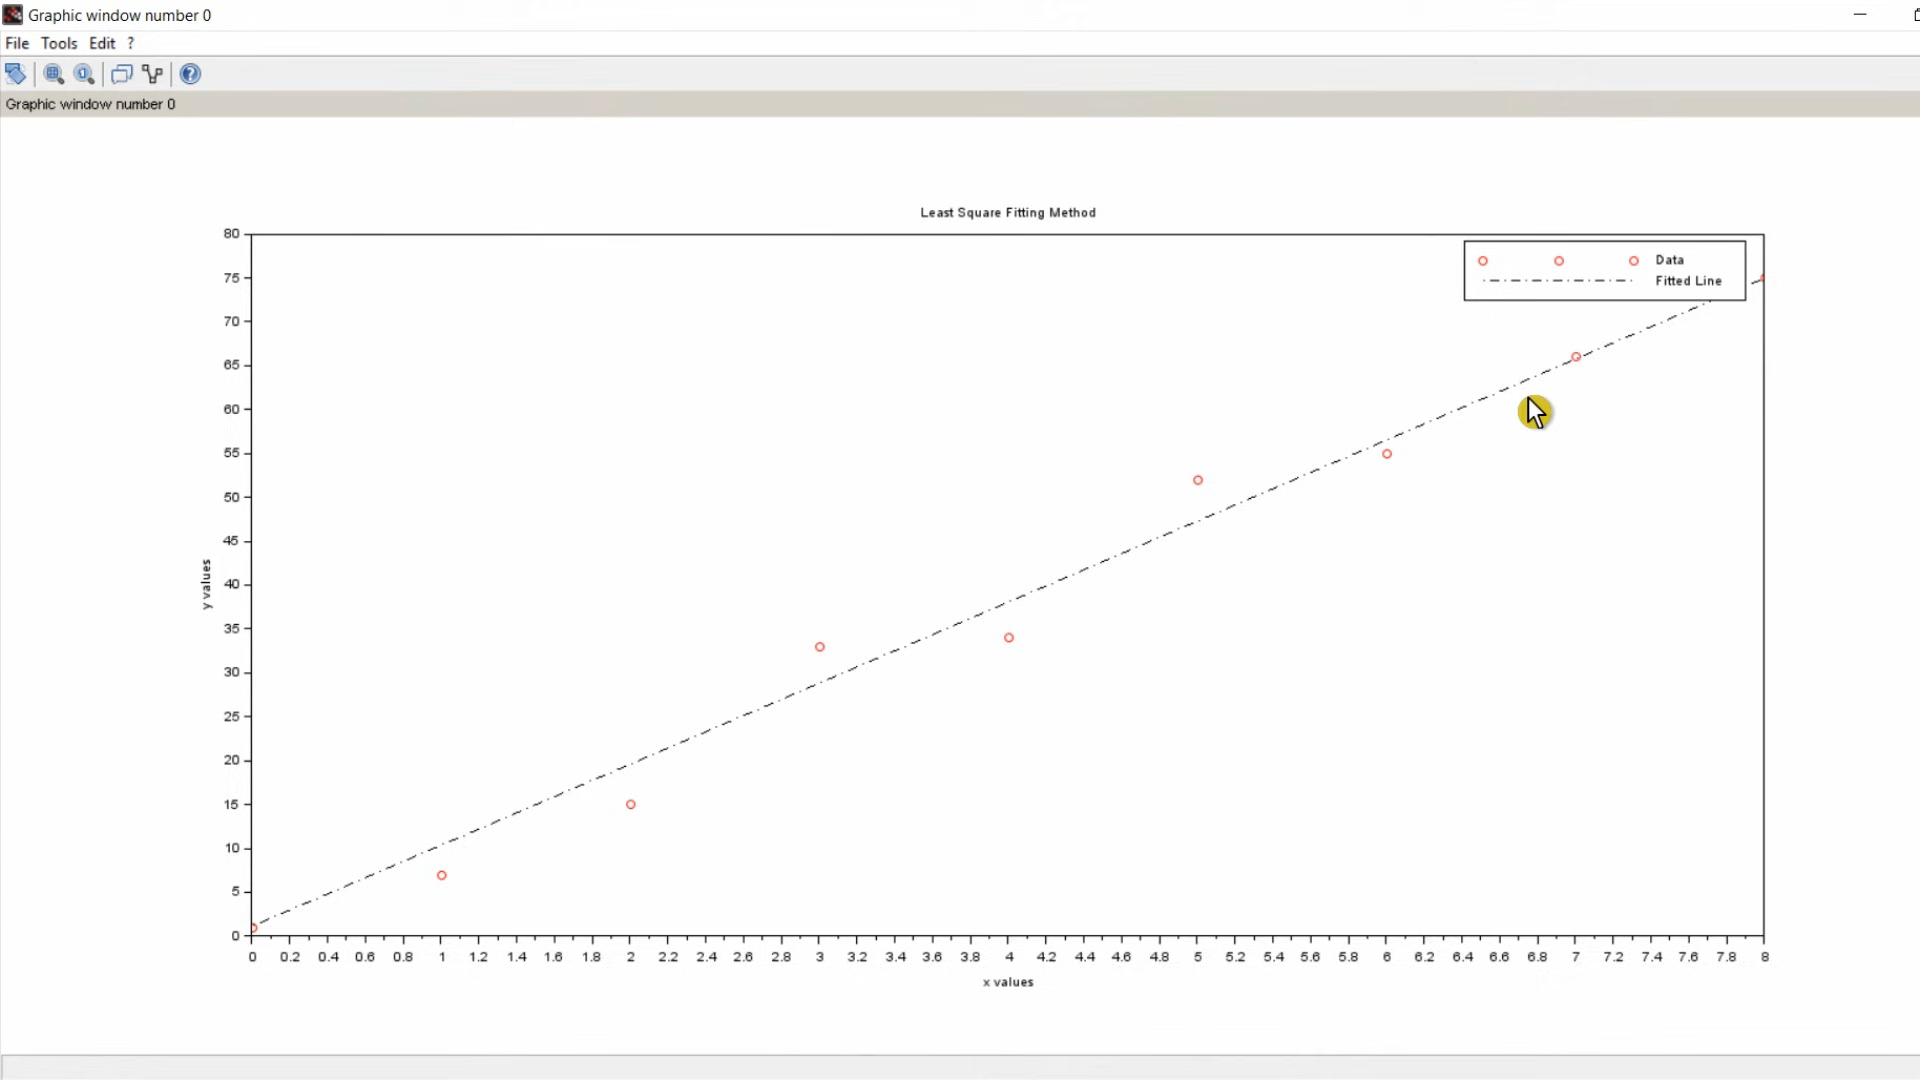 Graphic window number 0
File Tools Edit ?
Graphic window number 0
Least Square Fitting Method
Data
Fitted Line
80
75
70
65
60
55
50
45
40
35
30
25
20
15
10
5
0
y values
0 0.2 0.4 0.6 0.8 1 1.2 1.4 1.6 1.8 2 2.2 2.4 2.6 2.8 3 3.2 3.4 3.6 3.8 4 4.2 4.4 4.6 4.8 5 5.2 5.4 5.6 5.8 6 6.2 6.4 6.6 6.8 7 7.2 7.4 7.6 7.8 8
x values